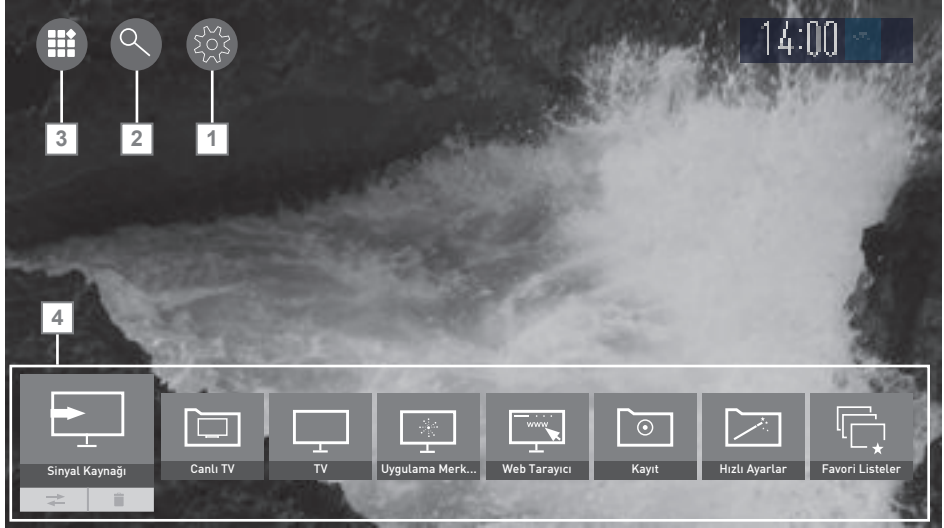 14:00
3
2
1
4
Sinyal Kaynağı
Canlı TV
TV
Uygulama Merk...
www
Web Tarayıcı
Kayıt
Hızlı Ayarlar
Favori Listeler